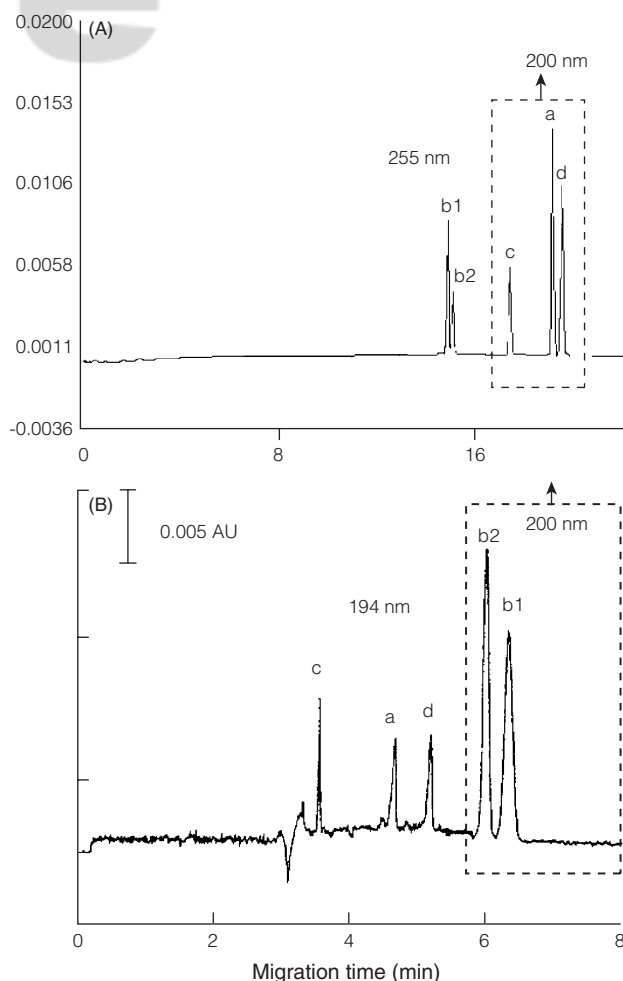 0.0200
(A)
200 nm
0.0153
a
255 nm
0.0106
d
b1
0.0058
b2
c
0.0011
-0.0036
0
8
16
(B)
0.005 AU
200 nm
b2
194 nm
b1
c
a
d
0
2
4
6
8
Migration time (min)